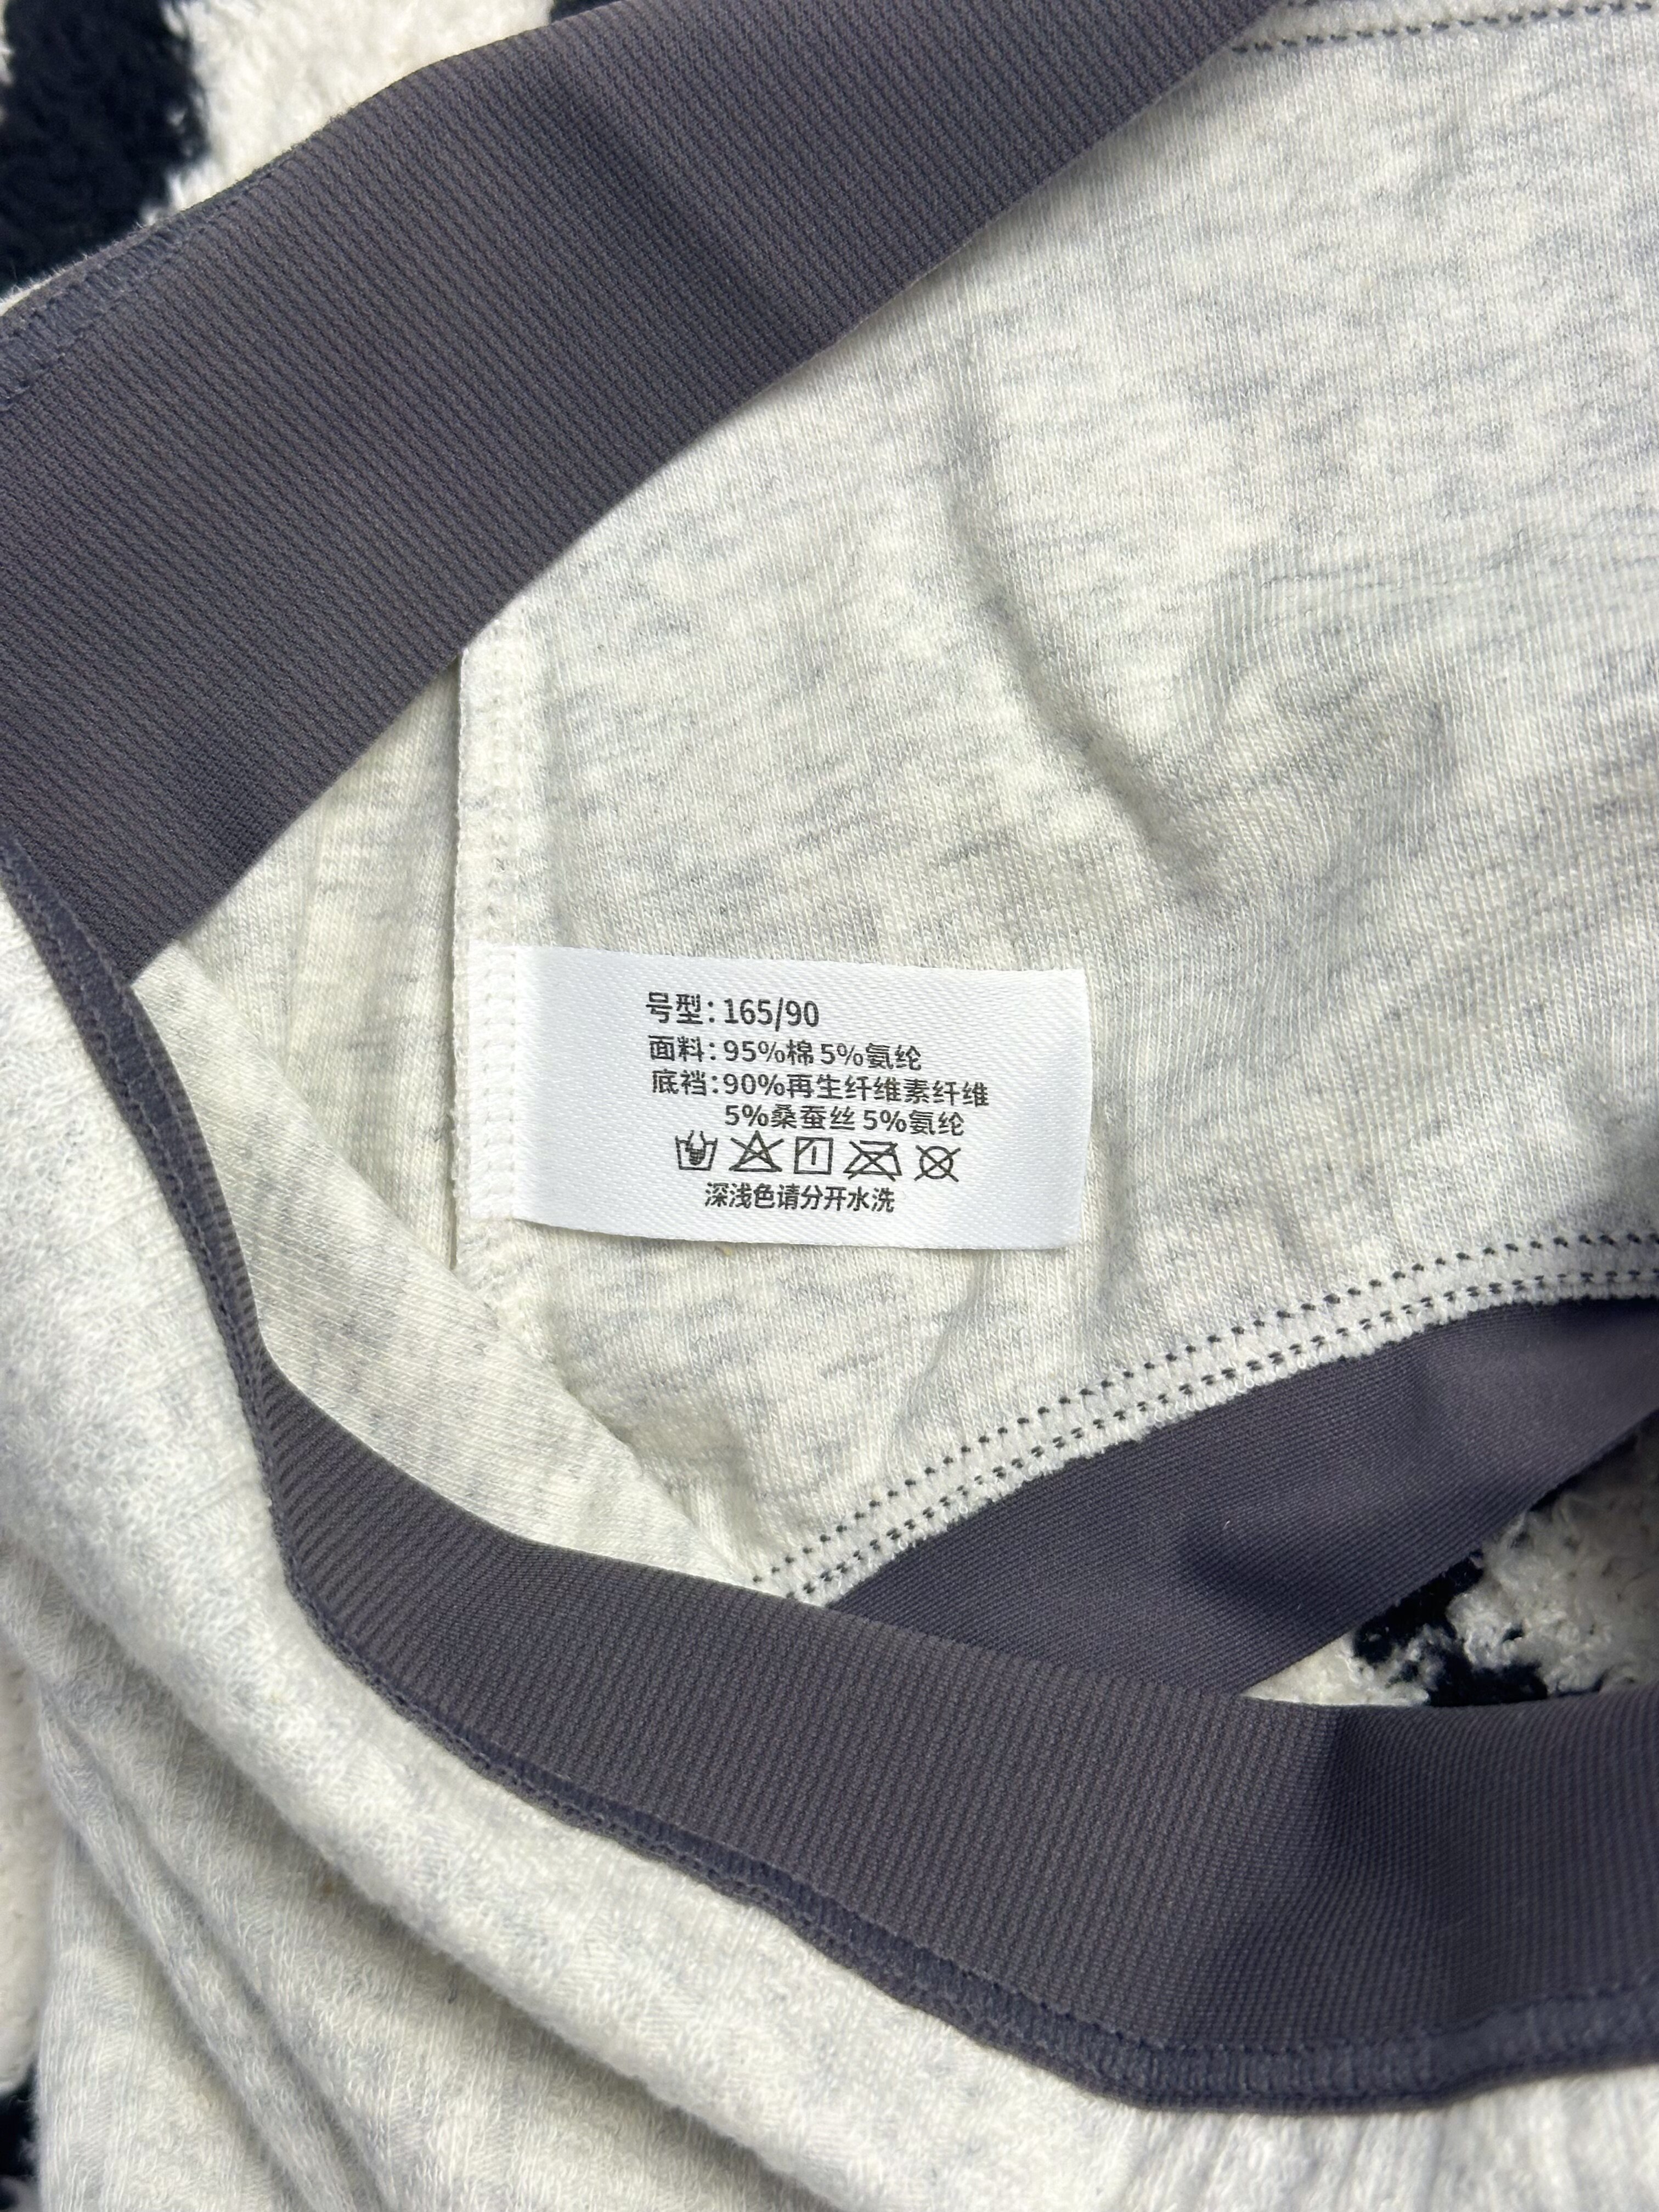 号型：165/90
面料：95%棉 5%氨纶
底裆：90%再生纤维素纤维
5%桑蚕丝 5%氨纶
深浅色请分开水洗